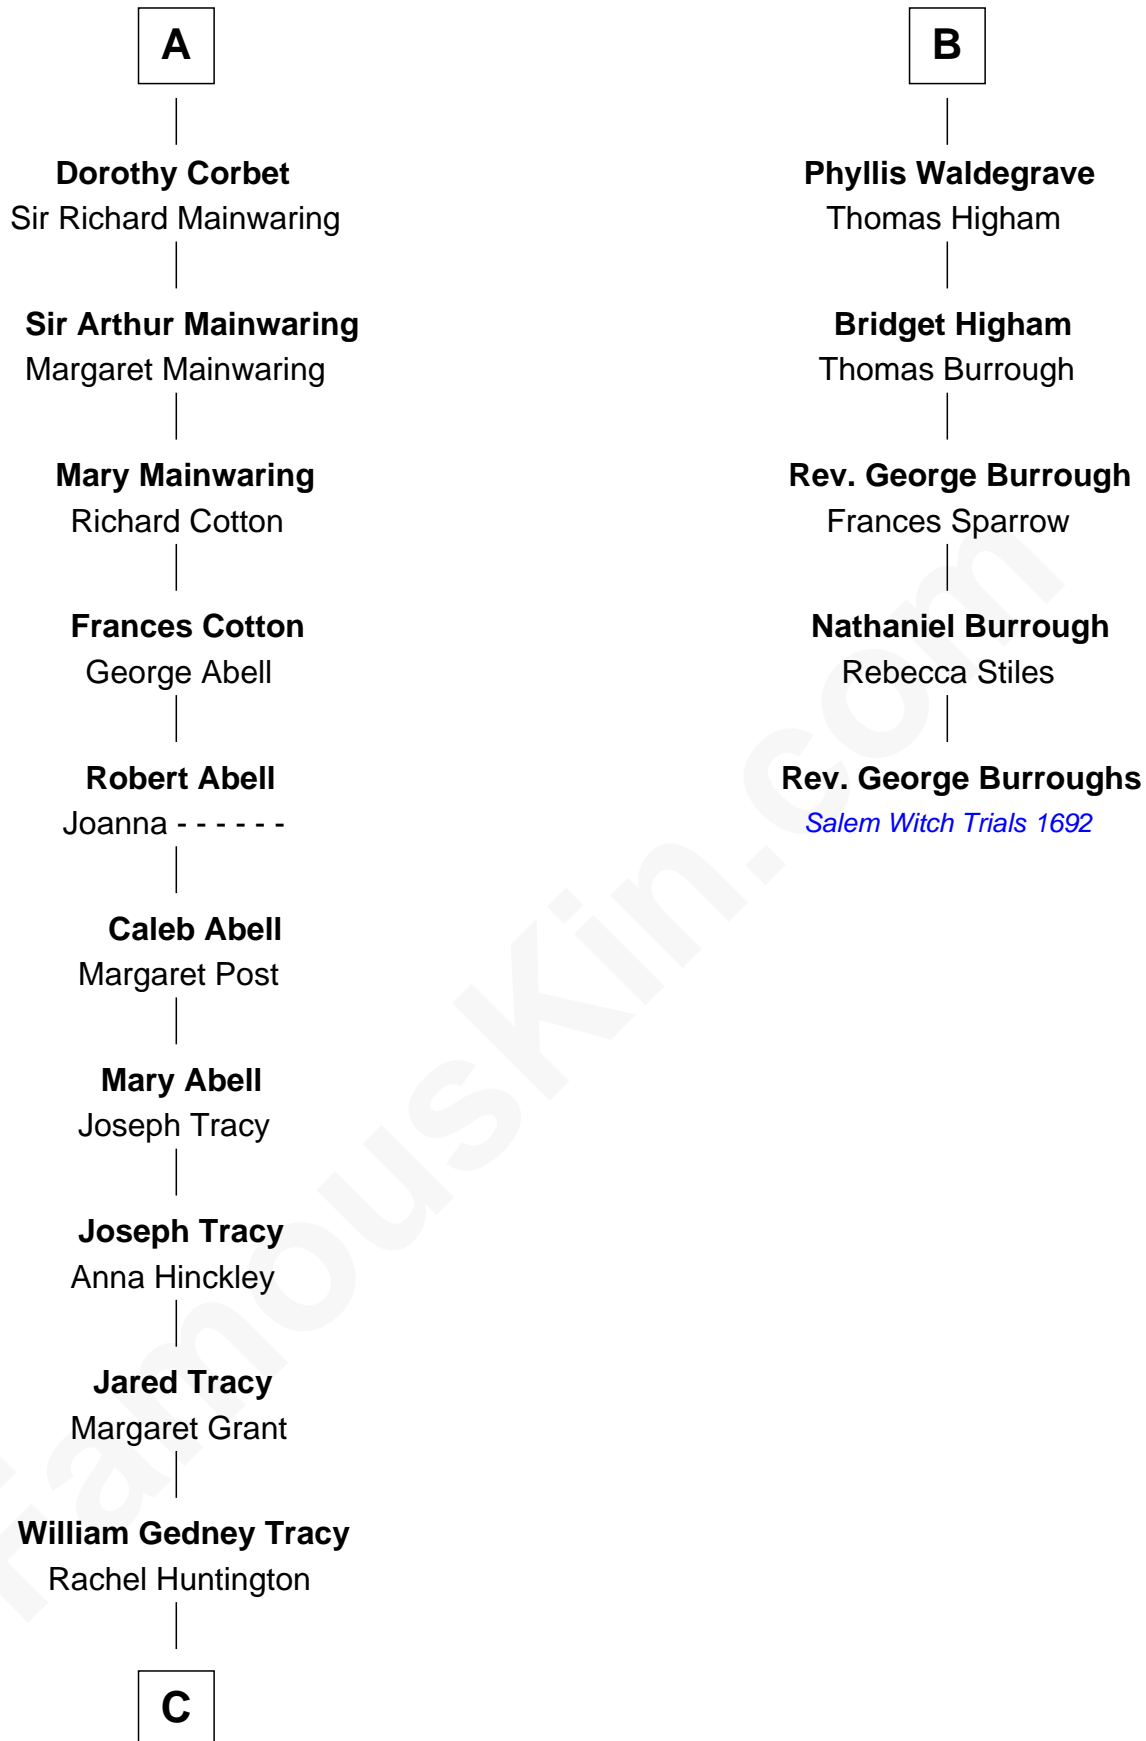 A
Dorothy Corbet
Sir Richard Mainwaring
Sir Arthur Mainwaring
Margaret Mainwaring
Mary Mainwaring
Richard Cotton
Frances Cotton
George Abell
Robert Abell
Joanna - - - - - -
Caleb Abell
Margaret Post
Mary Abell
Joseph Tracy
Joseph Tracy
Anna Hinckley
Jared Tracy
Margaret Grant
William Gedney Tracy
Rachel Huntington
C
B
Phyllis Waldegrave
Thomas Higham
Bridget Higham
Thomas Burrough
Rev. George Burrough
Frances Sparrow
Nathaniel Burrough
Rebecca Stiles
Rev. George Burroughs
Salem Witch Trials 1692
FamousKin.com